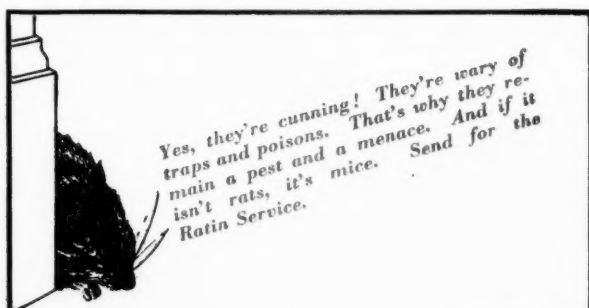 Yes, they're cunning! They're wary of
traps and poisons. That's why they re-
main a pest and a menace. And if it
isn't rats, it's mice. Send for the
Ratin Service.